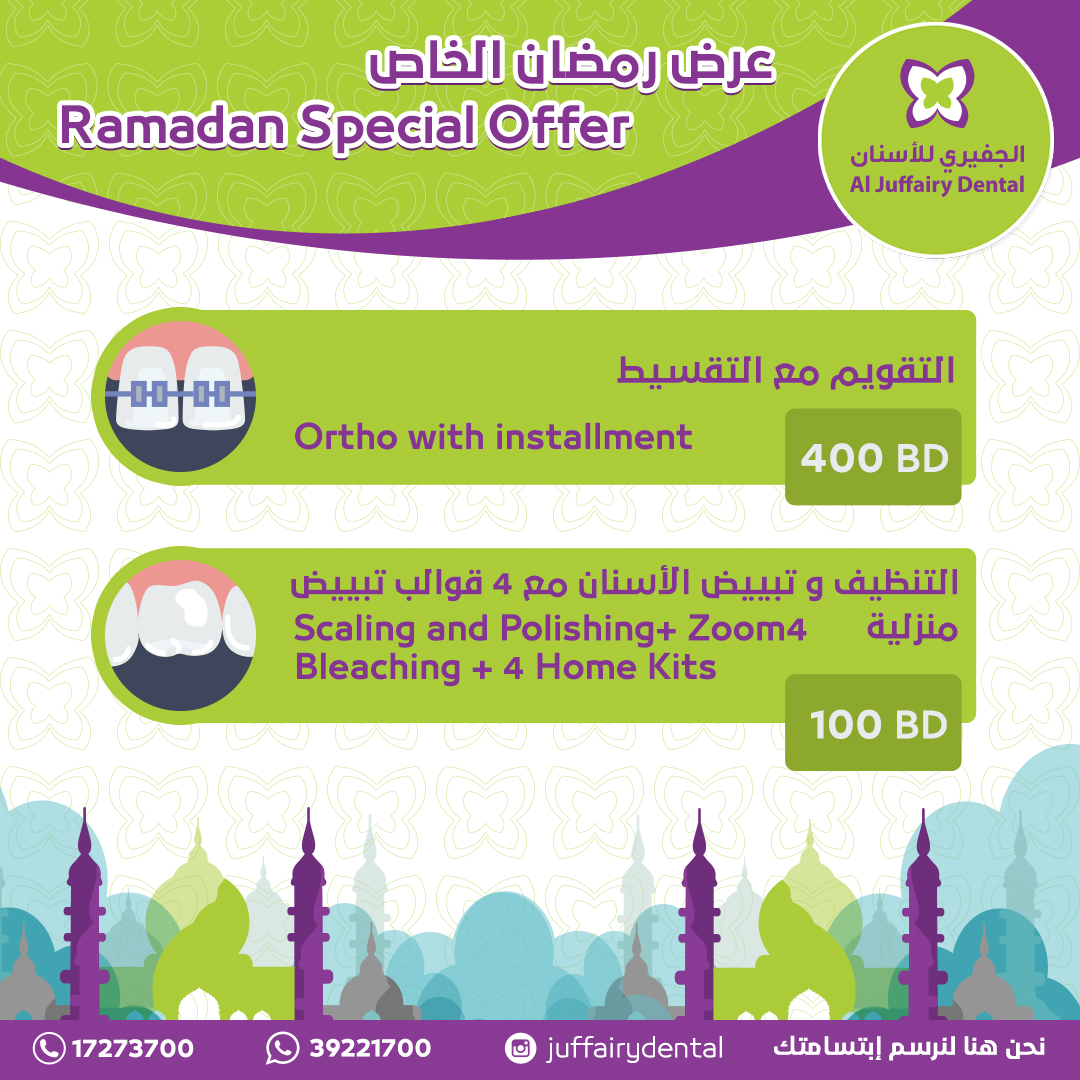 عرض رمضان الخاص
Ramadan Special Offer
الجفيري للأسنان
Al Juffairy Dental
التقويم مع التقسيط
Ortho with installment
400 BD
التنظيف و تبييض الأسنان مع 4 قوالب تبييض
منزلية
Scaling and Polishing+ Zoom4
Bleaching + 4 Home Kits
100 BD
17273700
39221700
juffairydental
نحن هنا لنرسم إبتسامتك